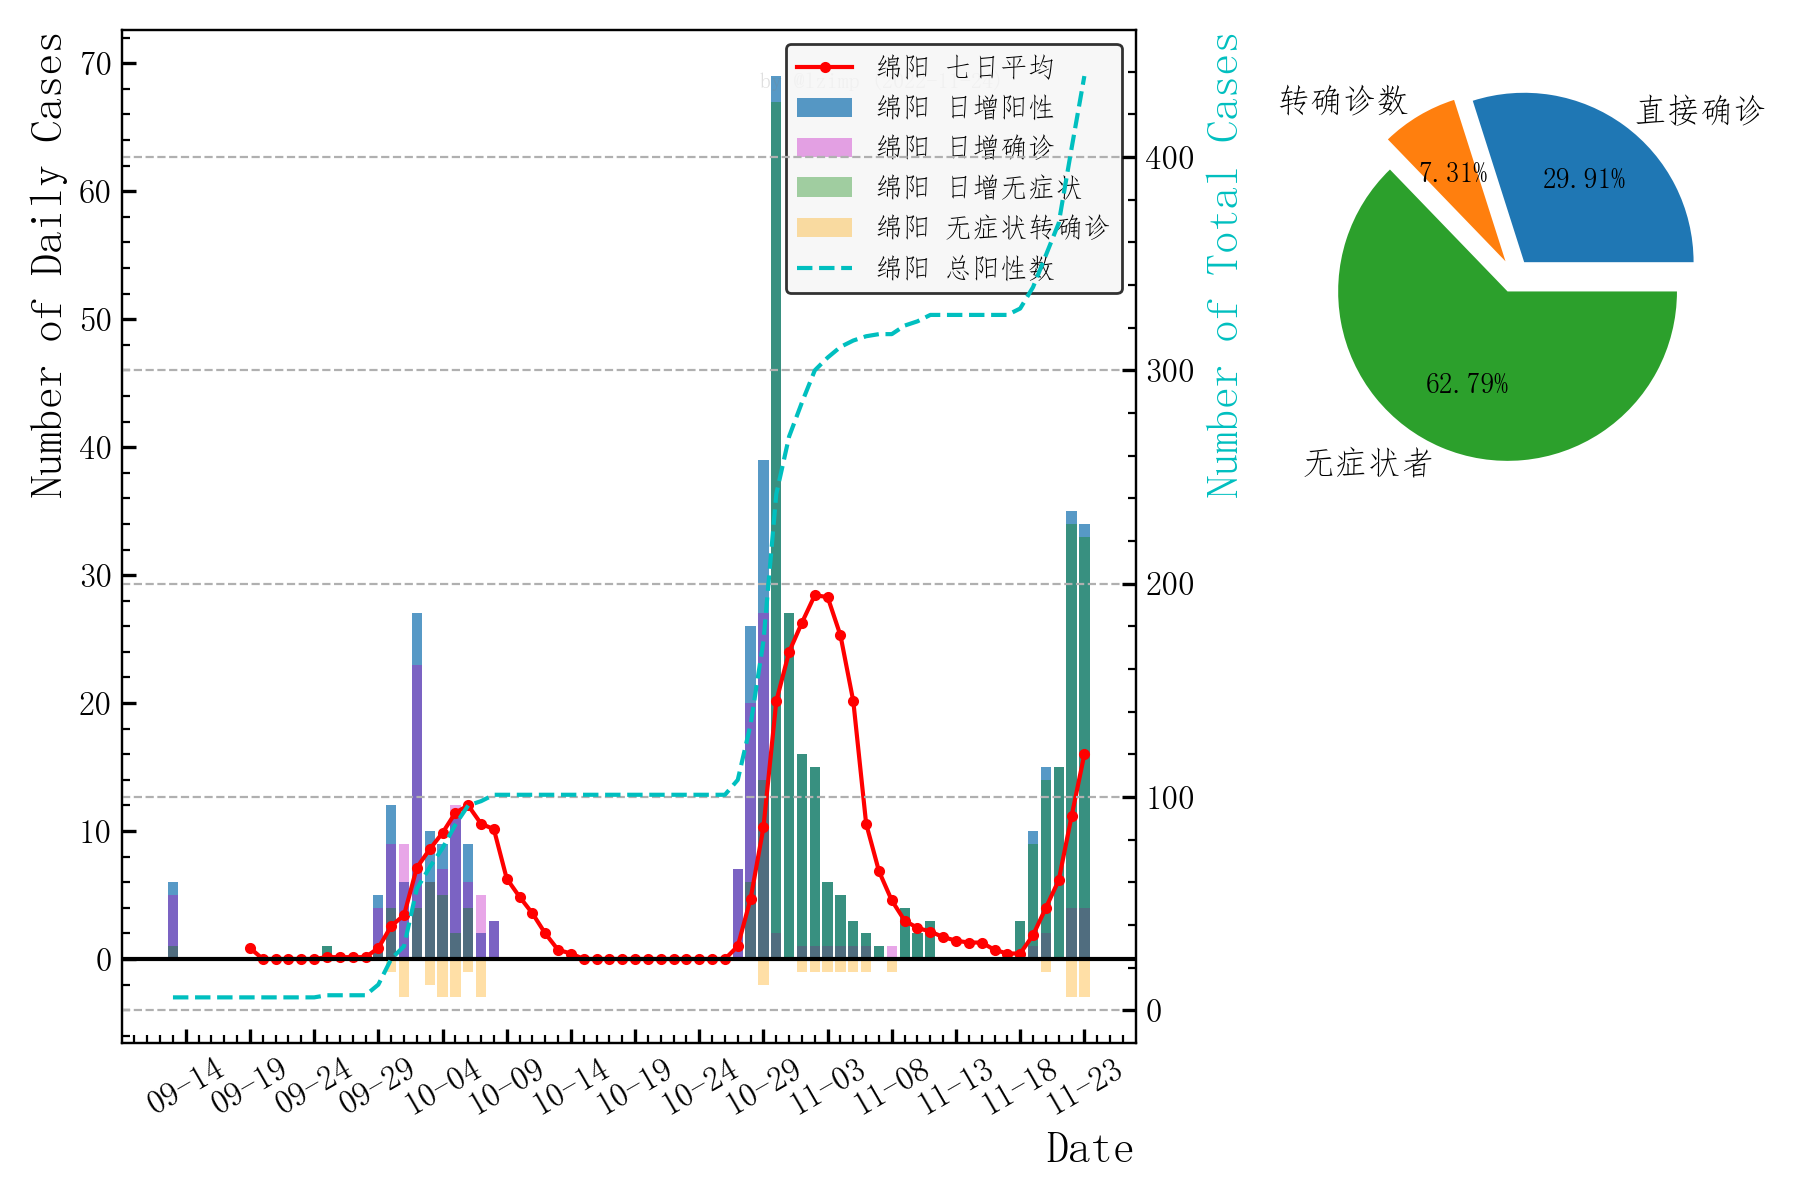 Number of Daily Cases
70
60
50
40
30
20
10
0
绵阳 七日平均
绵阳 日增阳性
绵阳 日增确诊
绵阳 日增无症状
绵阳 无症状转确诊
绵阳 总阳性数
400
300
200
100
0
Number of Total Cases
09-14
09-19
09-24
09-29
10-04
10-09
10-14
10-19
10-24
10-29
11-03
11-08
11-13
11-18
11-23
Date
转确诊数
直接确诊
7.31%
29.91%
62.79%
无症状者